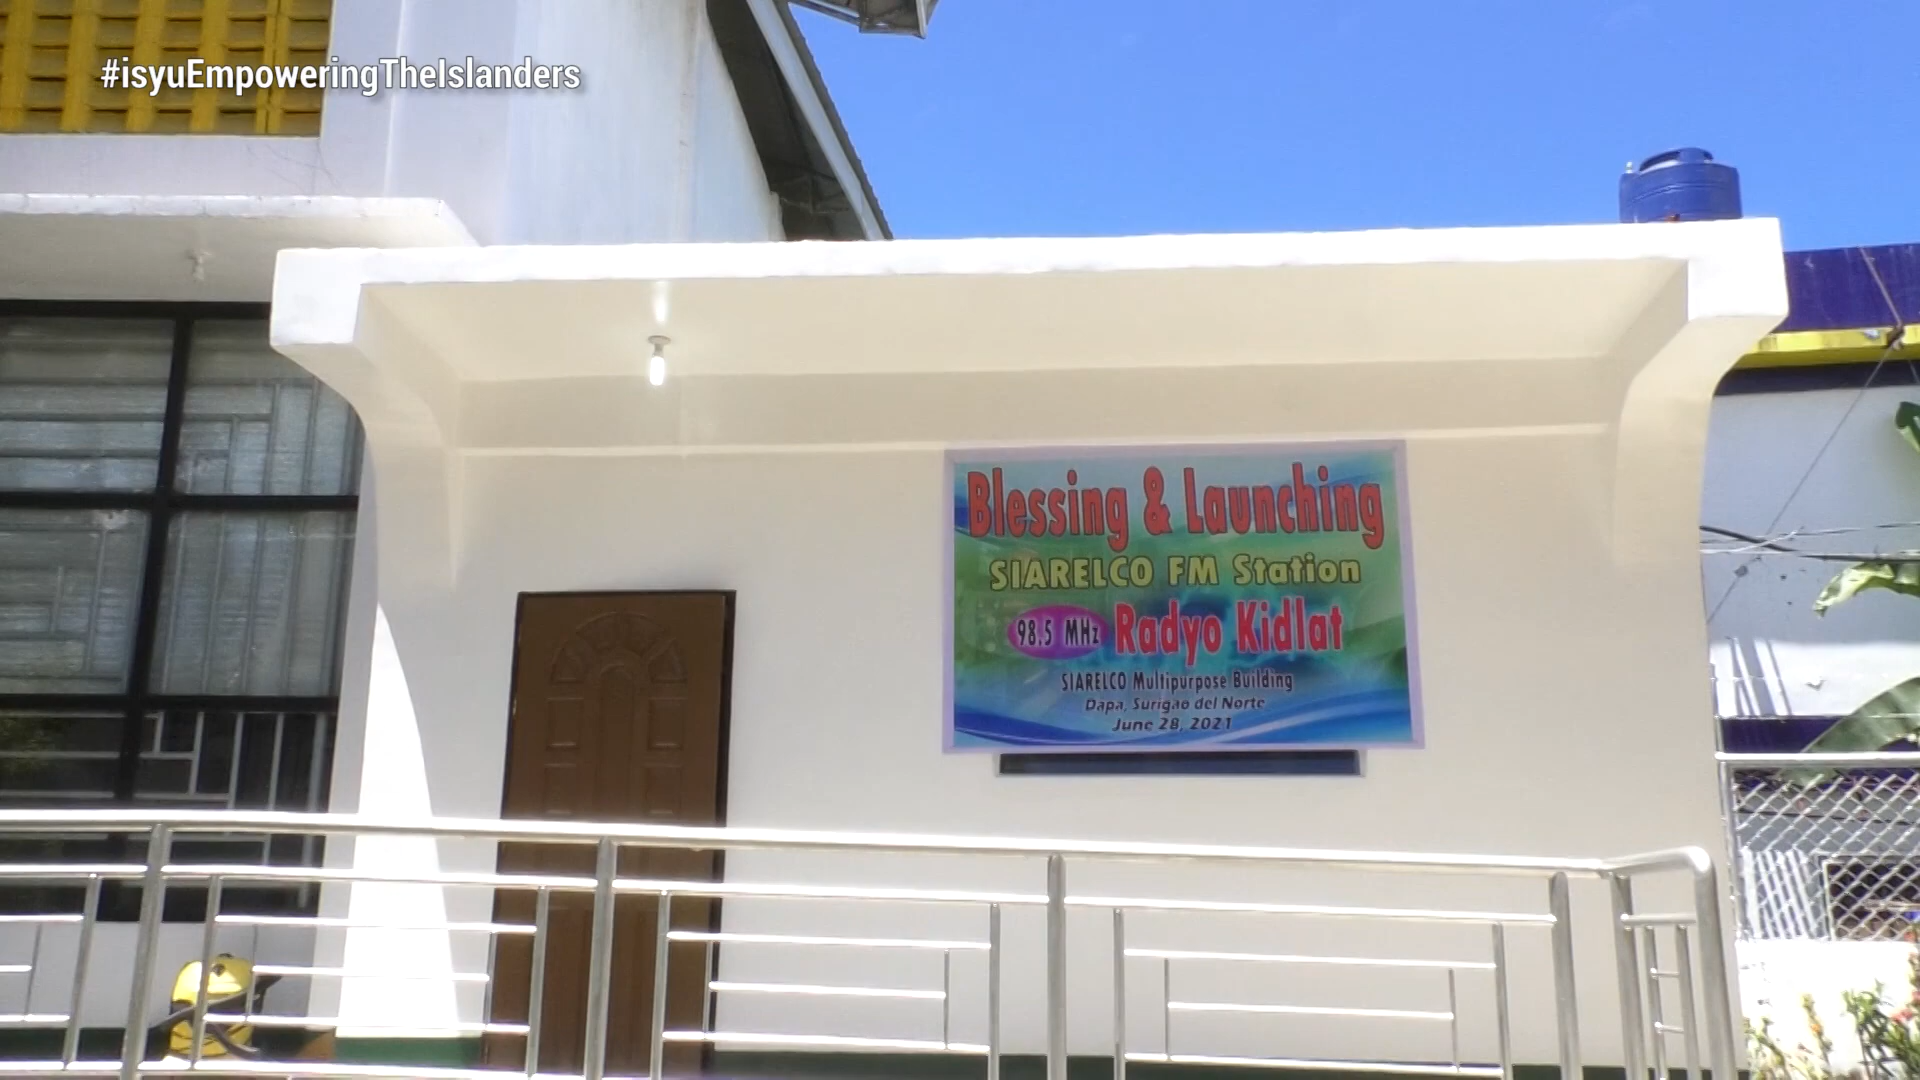 #isyuEmpoweringTheIslanders
Blessing & Launching
SIARELCO FM Station
98.5 MHz Radyo Kidlat
SIARELCO Multipurpose Building
Dapa, Surigao del Norte
June 28, 2021